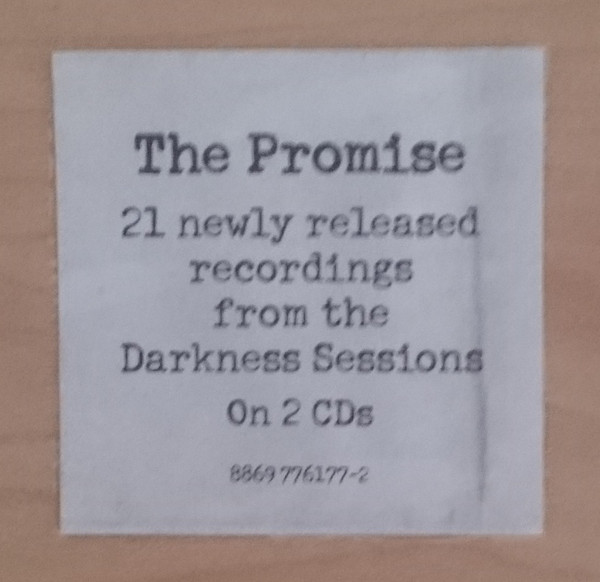 The Promise
21 newly released
recordings
from the
Darkness Sessions
On 2 CDs
8869 776177-2